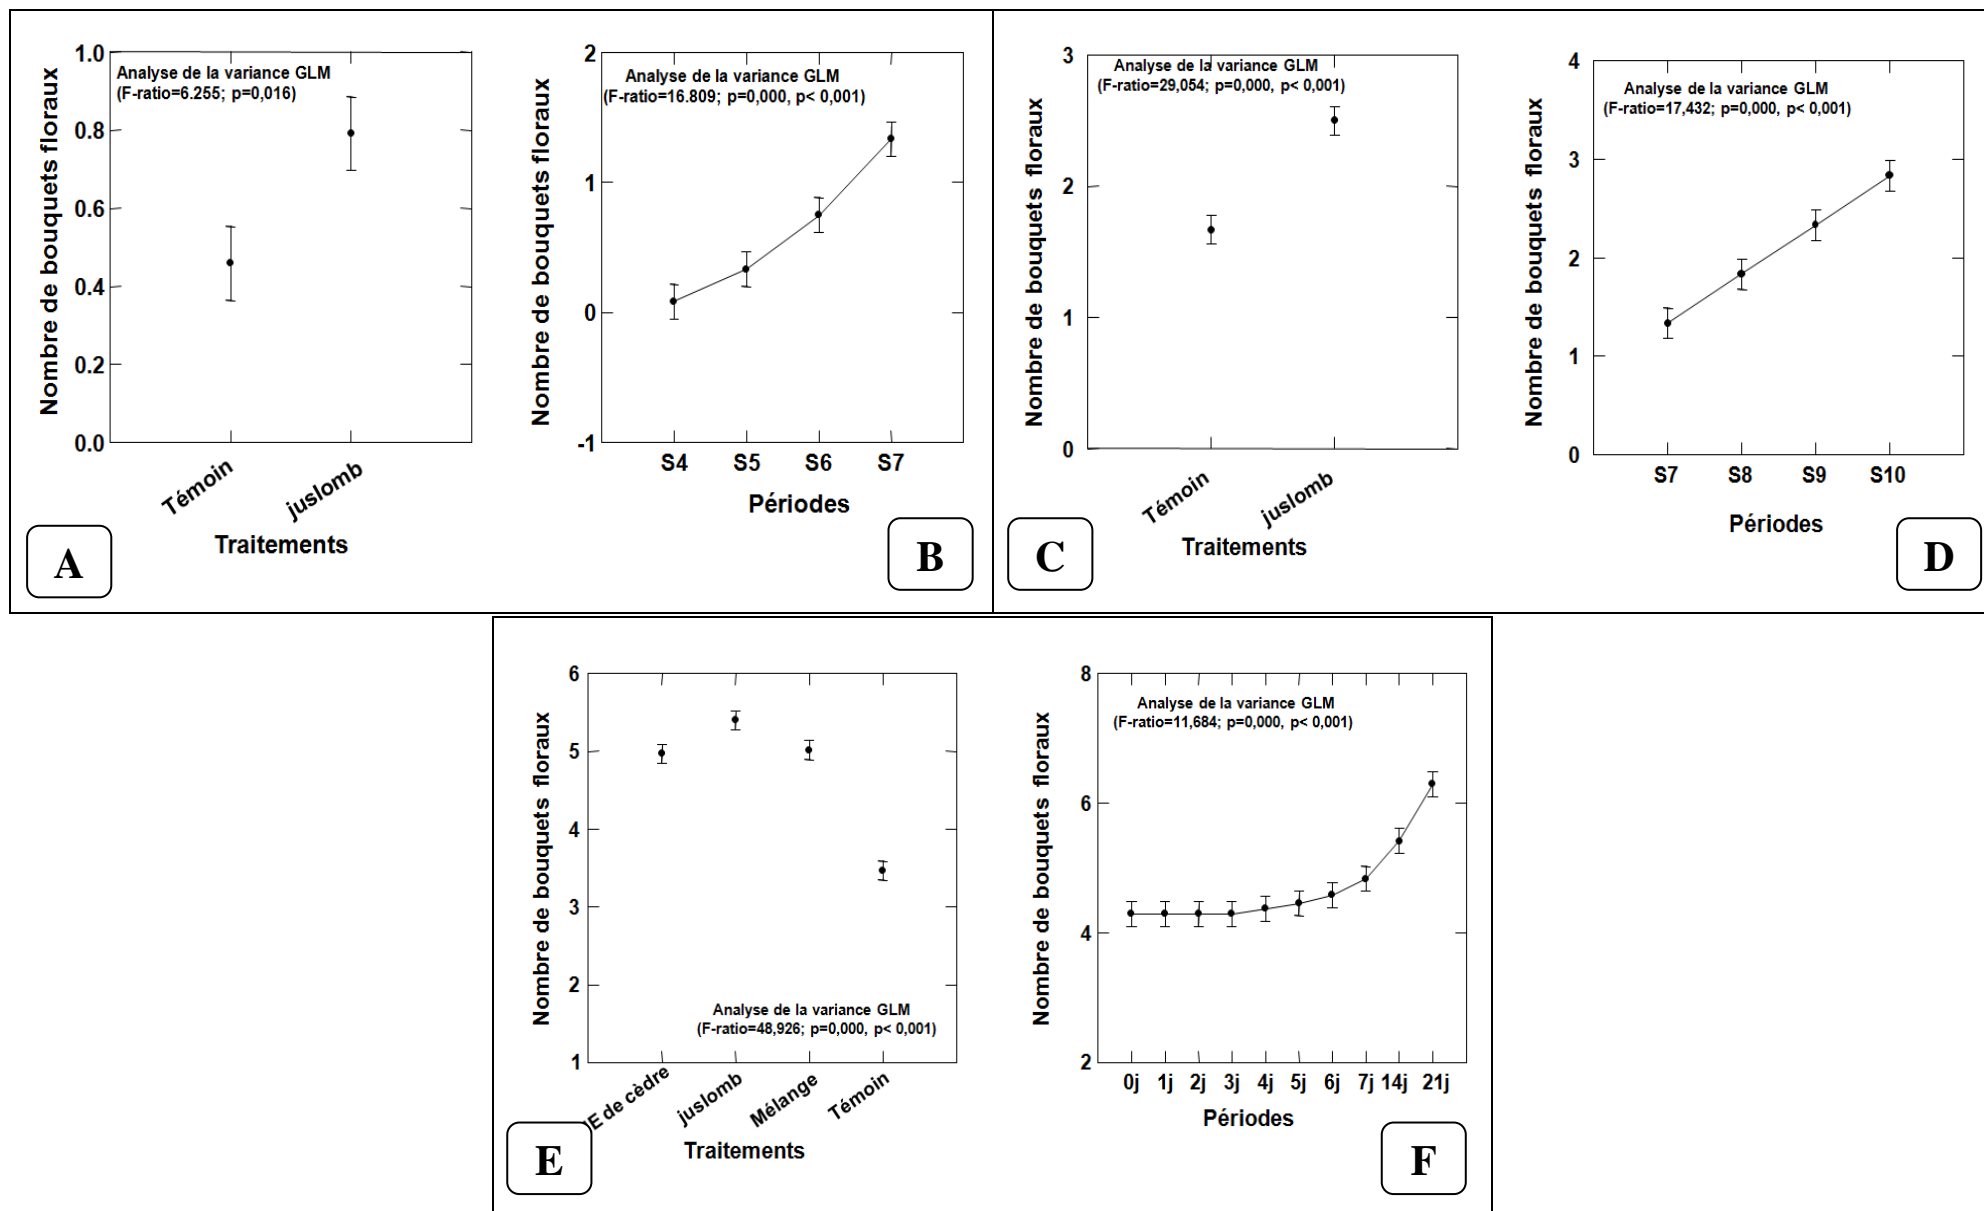 Analyse de la variance GLM
(F-ratio=6.255; p=0,016)
Nombre de bouquets floraux
1.0
0.8
0.6
0.4
0.2
0.0
Témoin
juslomb
Traitements
A
Analyse de la variance GLM
(F-ratio=16.809; p=0,000, p< 0,001)
Nombre de bouquets floraux
2
1
0
-1
S4 S5 S6 S7
Périodes
B
Analyse de la variance GLM
(F-ratio=29,054; p=0,000, p< 0,001)
Nombre de bouquets floraux
3
2
1
0
Témoin
juslomb
Traitements
C
Analyse de la variance GLM
(F-ratio=17,432; p=0,000, p< 0,001)
Nombre de bouquets floraux
4
3
2
1
0
S7 S8 S9 S10
Périodes
D
Nombre de bouquets floraux
6
5
4
3
2
1
Analyse de la variance GLM
(F-ratio=48,926; p=0,000, p< 0,001)
E de cèdre
juslomb
Mélange
Témoin
Traitements
E
Analyse de la variance GLM
(F-ratio=11,684; p=0,000, p< 0,001)
Nombre de bouquets floraux
8
6
4
2
0j 1j 2j 3j 4j 5j 6j 7j 14j 21j
Périodes
F